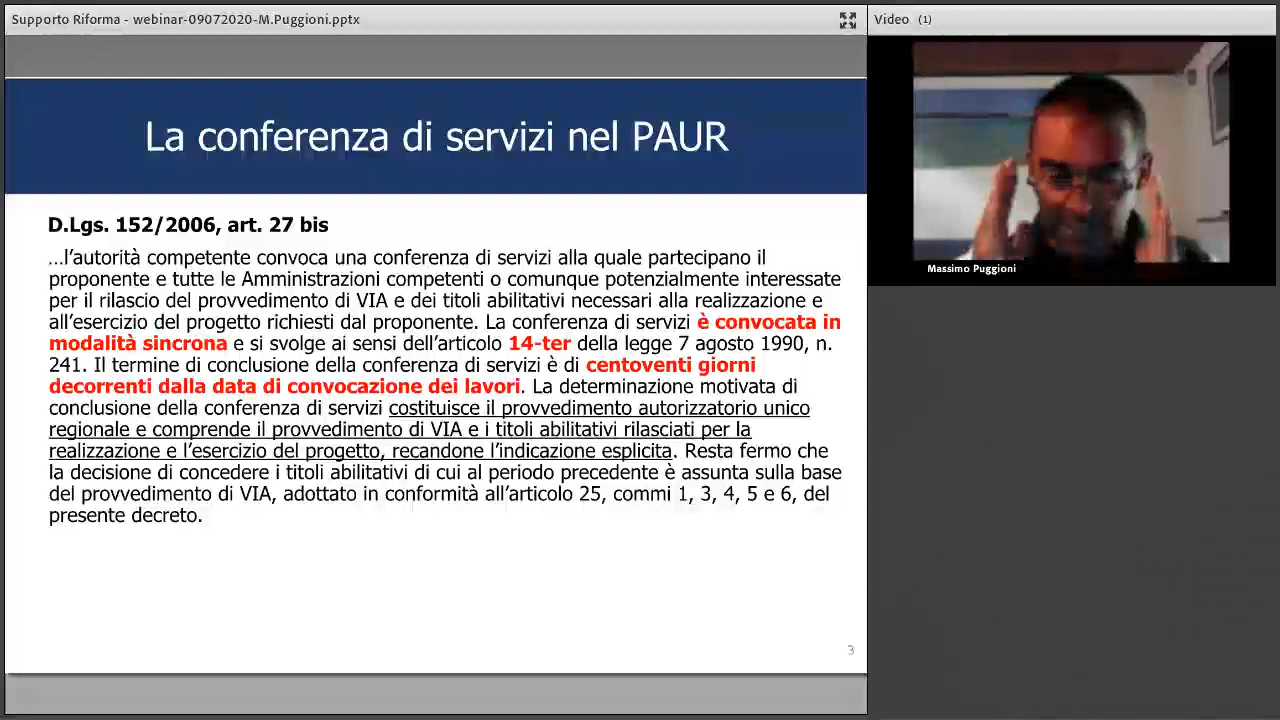 Supporto Riforma - webinar-09072020-M.Puggioni.pptx
Video (1)
La conferenza di servizi nel PAUR
D.Lgs. 152/2006, art. 27 bis
…l’autorità competente convoca una conferenza di servizi alla quale partecipano il
proponente e tutte le Amministrazioni competenti o comunque potenzialmente interessate
per il rilascio del provvedimento di VIA e dei titoli abilitativi necessari alla realizzazione e
all’esercizio del progetto richiesti dal proponente. La conferenza di servizi è convocata in
modalità sincrona e si svolge ai sensi dell’articolo 14-ter della legge 7 agosto 1990, n.
241. Il termine di conclusione della conferenza di servizi è di centoventi giorni
decorrenti dalla data di convocazione dei lavori. La determinazione motivata di
conclusione della conferenza di servizi costituisce il provvedimento autorizzatorio unico
regionale e comprende il provvedimento di VIA e i titoli abilitativi rilasciati per la
realizzazione e l’esercizio del progetto, recandone l’indicazione esplicita. Resta fermo che
la decisione di concedere i titoli abilitativi di cui al periodo precedente è assunta sulla base
del provvedimento di VIA, adottato in conformità all’articolo 25, commi 1, 3, 4, 5 e 6, del
presente decreto.
3
Massimo Puggioni